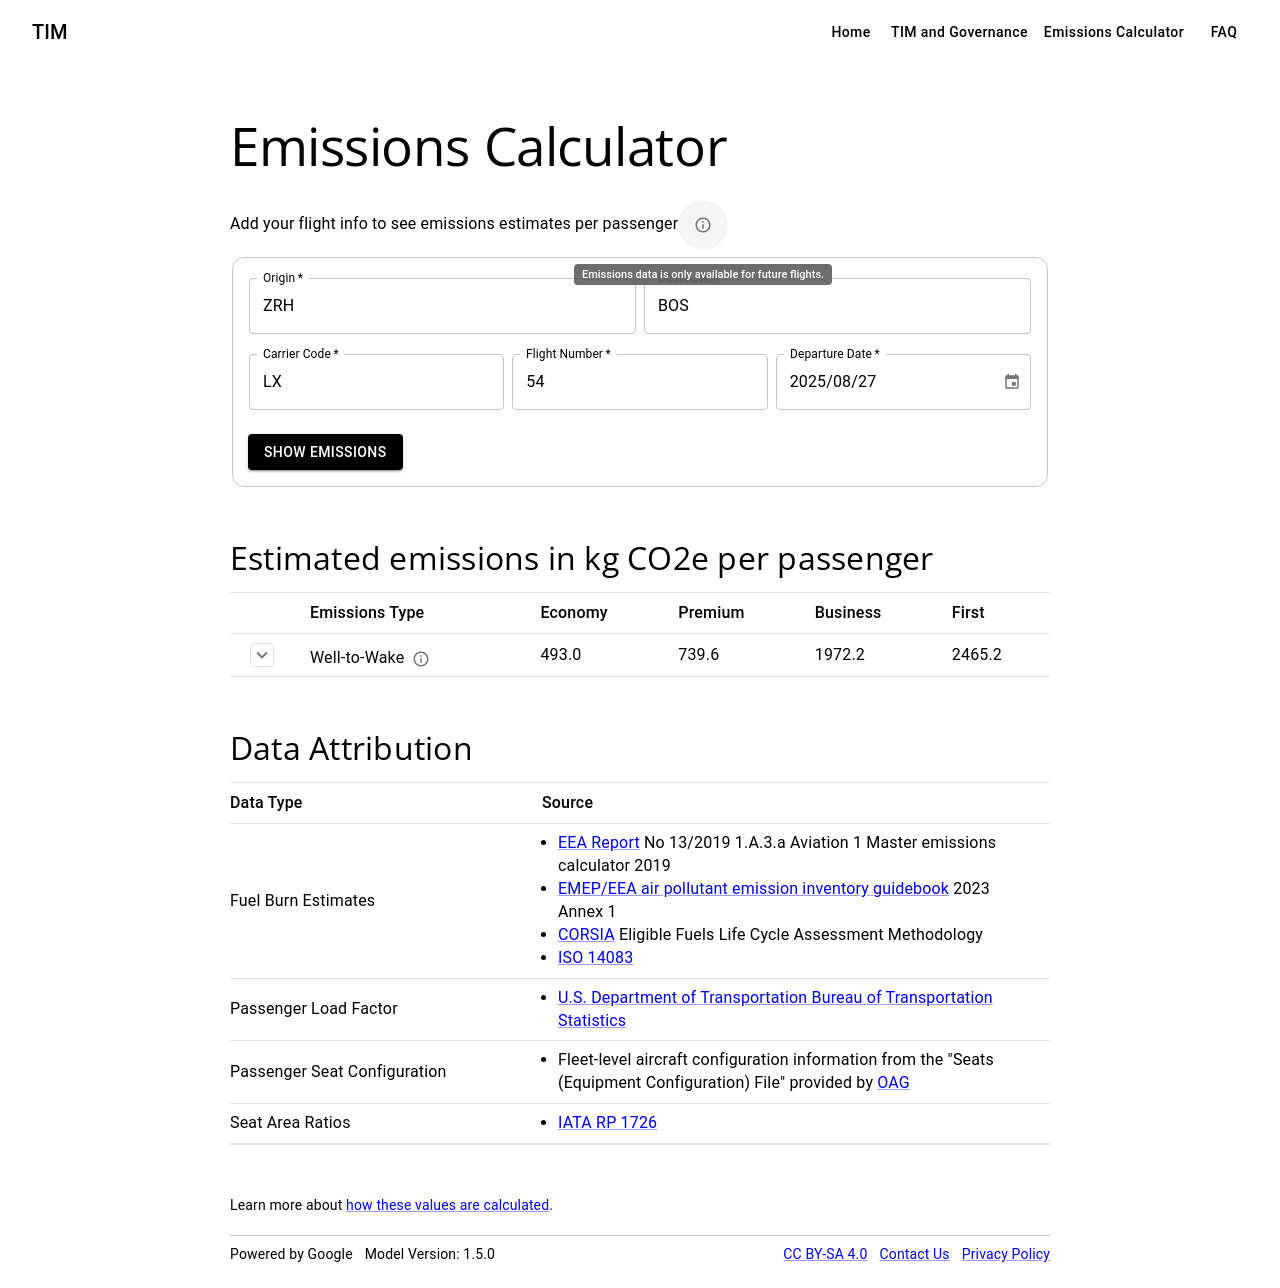 TIM
Home TIM and Governance Emissions Calculator FAQ
Emissions Calculator
Add your flight info to see emissions estimates per passenger
Emissions data is only available for future flights.
Origin *
ZRH
BOS
Carrier Code *
LX
Flight Number *
54
Departure Date *
2025/08/27
SHOW EMISSIONS
Estimated emissions in kg CO2e per passenger
Emissions Type Economy Premium Business First
Well-to-Wake 493.0 739.6 1972.2 2465.2
Data Attribution
Data Type Source
Fuel Burn Estimates
• EEA Report No 13/2019 1.A.3.a Aviation 1 Master emissions
calculator 2019
• EMEP/EEA air pollutant emission inventory guidebook 2023
Annex 1
• CORSIA Eligible Fuels Life Cycle Assessment Methodology
• ISO 14083
Passenger Load Factor
• U.S. Department of Transportation Bureau of Transportation
Statistics
Passenger Seat Configuration
• Fleet-level aircraft configuration information from the "Seats
(Equipment Configuration) File" provided by OAG
Seat Area Ratios
• IATA RP 1726
Learn more about how these values are calculated.
Powered by Google Model Version: 1.5.0 CC BY-SA 4.0 Contact Us Privacy Policy